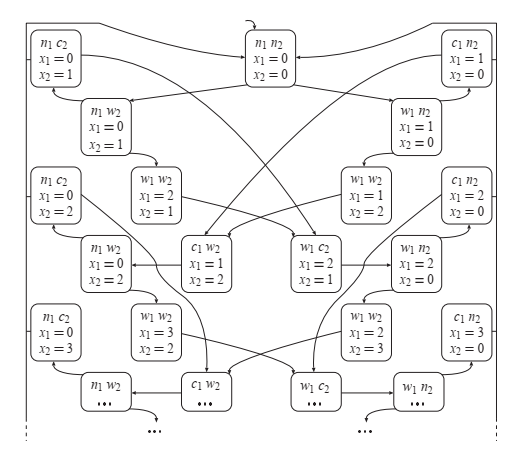 n₁ c₂
x₁ = 0
x₂ = 1
n₁ n₂
x₁ = 0
x₂ = 0
c₁ n₂
x₁ = 1
x₂ = 0
n₁ w₂
x₁ = 0
x₂ = 1
w₁ n₂
x₁ = 1
x₂ = 0
n₁ c₂
x₁ = 0
x₂ = 2
w₁ w₂
x₁ = 2
x₂ = 1
w₁ w₂
x₁ = 1
x₂ = 2
c₁ n₂
x₁ = 2
x₂ = 0
n₁ w₂
x₁ = 0
x₂ = 2
c₁ w₂
x₁ = 1
x₂ = 2
w₁ c₂
x₁ = 2
x₂ = 1
w₁ n₂
x₁ = 2
x₂ = 0
n₁ c₂
x₁ = 0
x₂ = 3
w₁ w₂
x₁ = 3
x₂ = 2
w₁ w₂
x₁ = 2
x₂ = 3
c₁ n₂
x₁ = 3
x₂ = 0
n₁ w₂
...
c₁ w₂
...
w₁ c₂
...
w₁ n₂
...
...
...